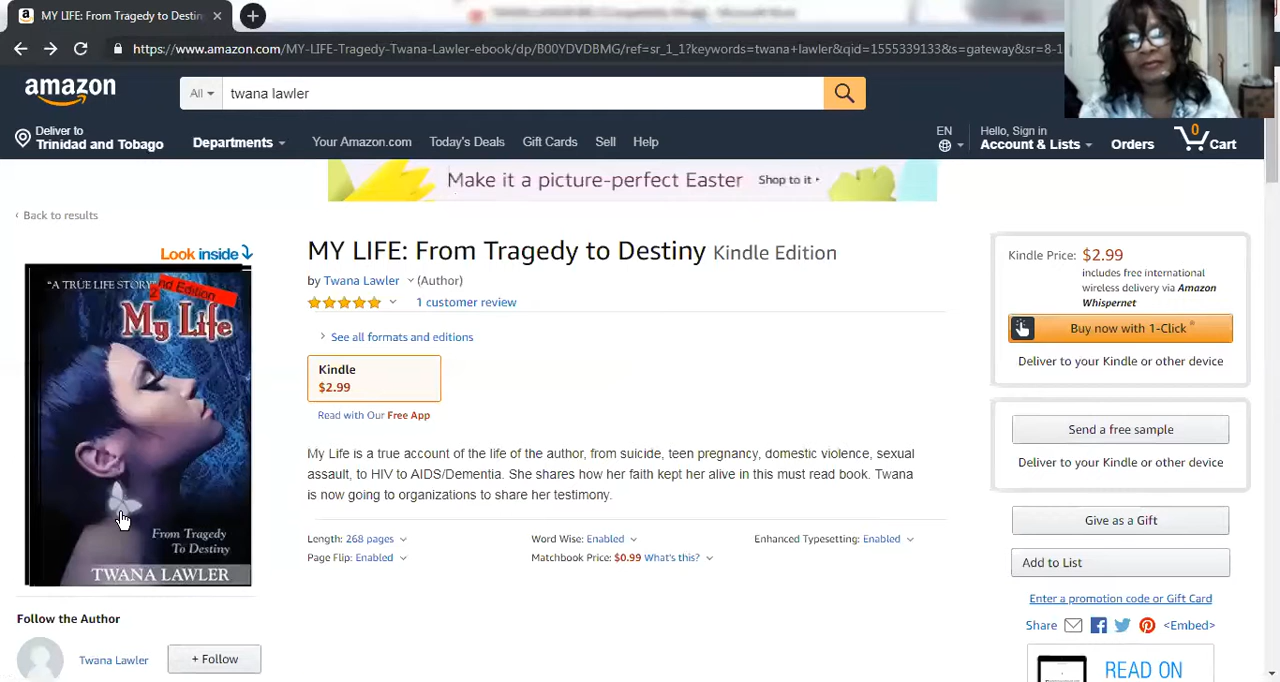 MY LIFE: From Tragedy to Destin
https://www.amazon.com/MY-LIFE-Tragedy-Twana-Lawler-ebook/dp/B00YDVDBMG/ref=sr_1_1?keywords=twana+lawler&qid=1555339133&s=gateway&sr=8-1
amazon
All
twana lawler
Deliver to
Trinidad and Tobago
Departments
Your Amazon.com
Today's Deals
Gift Cards
Sell
Help
EN
Hello, Sign in
Account & Lists
Orders
0
Cart
Make it a picture-perfect Easter
Shop to it
‹ Back to results
Look inside
"A TRUE LIFE STORY"
2nd Edition
My Life
From Tragedy
To Destiny
TWANA LAWLER
Follow the Author
Twana Lawler
+ Follow
MY LIFE: From Tragedy to Destiny Kindle Edition
by Twana Lawler (Author)
1 customer review
See all formats and editions
Kindle
$2.99
Read with Our Free App
My Life is a true account of the life of the author, from suicide, teen pregnancy, domestic violence, sexual
assault, to HIV to AIDS/Dementia. She shares how her faith kept her alive in this must read book. Twana
is now going to organizations to share her testimony.
Length: 268 pages
Word Wise: Enabled
Enhanced Typesetting: Enabled
Page Flip: Enabled
Matchbook Price: $0.99 What's this?
Kindle Price: $2.99
includes free international
wireless delivery via Amazon
Whispernet
Buy now with 1-Click ®
Deliver to your Kindle or other device
Send a free sample
Deliver to your Kindle or other device
Give as a Gift
Add to List
Enter a promotion code or Gift Card
Share <Embed>
READ ON